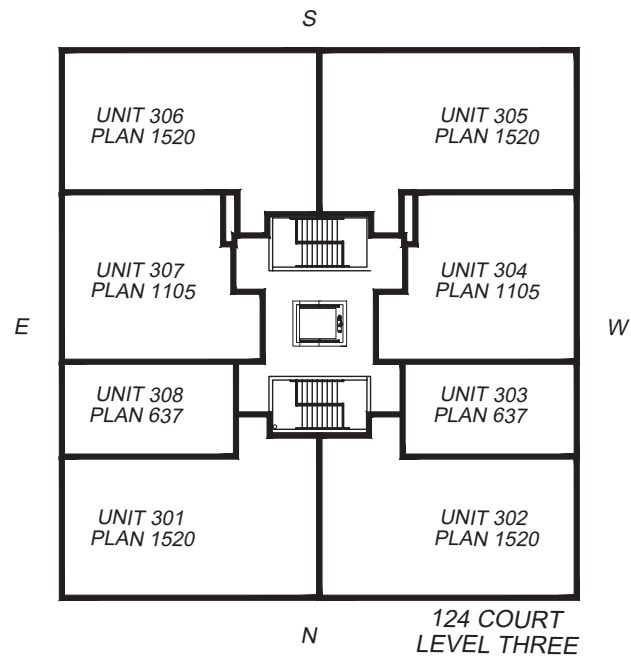 S
UNIT 306
PLAN 1520
UNIT 305
PLAN 1520
UNIT 307
PLAN 1105
UNIT 304
PLAN 1105
E
W
UNIT 308
PLAN 637
UNIT 303
PLAN 637
UNIT 301
PLAN 1520
UNIT 302
PLAN 1520
N
124 COURT
LEVEL THREE